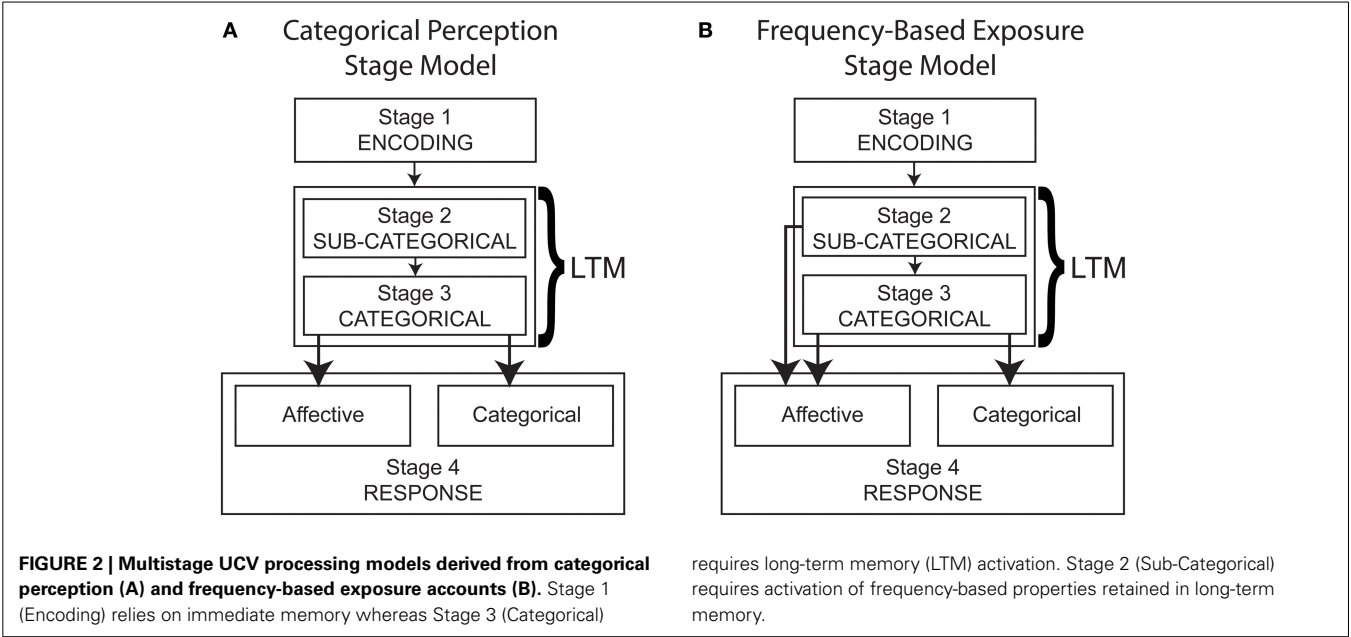 A Categorical Perception
Stage Model
Stage 1
ENCODING
Stage 2
SUB-CATEGORICAL
Stage 3
CATEGORICAL
LTM
Affective
Categorical
Stage 4
RESPONSE
B Frequency-Based Exposure
Stage Model
Stage 1
ENCODING
Stage 2
SUB-CATEGORICAL
Stage 3
CATEGORICAL
LTM
Affective
Categorical
Stage 4
RESPONSE
FIGURE 2 | Multistage UCV processing models derived from categorical
perception (A) and frequency-based exposure accounts (B). Stage 1
(Encoding) relies on immediate memory whereas Stage 3 (Categorical)
requires long-term memory (LTM) activation. Stage 2 (Sub-Categorical)
requires activation of frequency-based properties retained in long-term
memory.